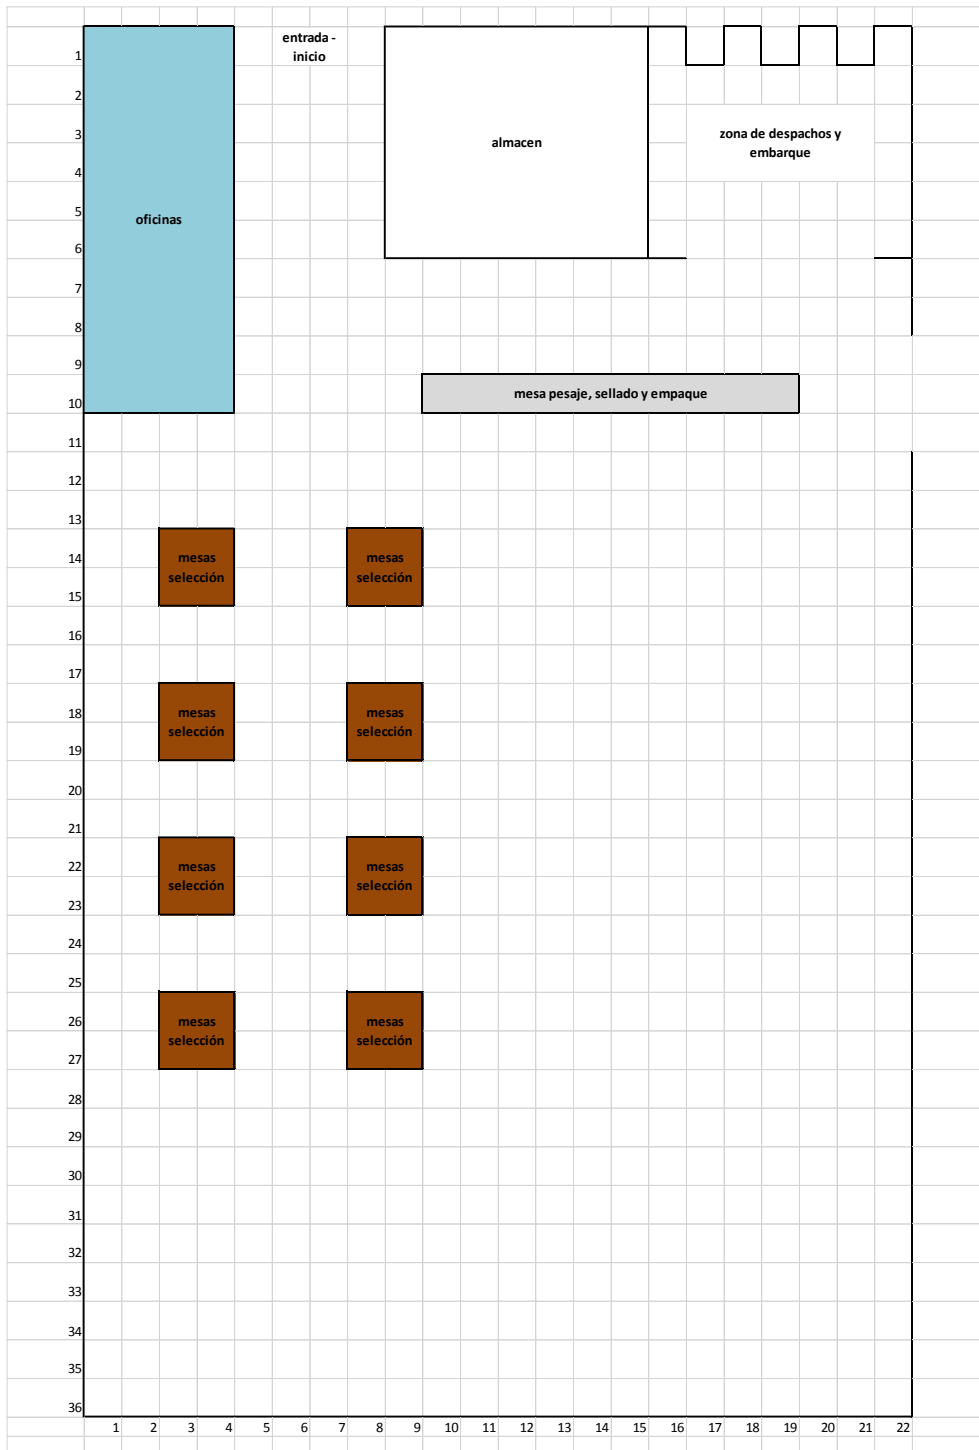 entrada -
inicio
1
2
3
zona de despachos y
embarque
almacen
4
5
oficinas
6
7
8
9
10
mesa pesaje, sellado y empaque
11
12
13
14
mesas
selección
mesas
selección
15
16
17
18
mesas
selección
mesas
selección
19
20
21
22
mesas
selección
mesas
selección
23
24
25
26
mesas
selección
mesas
selección
27
28
29
30
31
32
33
34
35
36
1 2 3 4 5 6 7 8 9 10 11 12 13 14 15 16 17 18 19 20 21 22